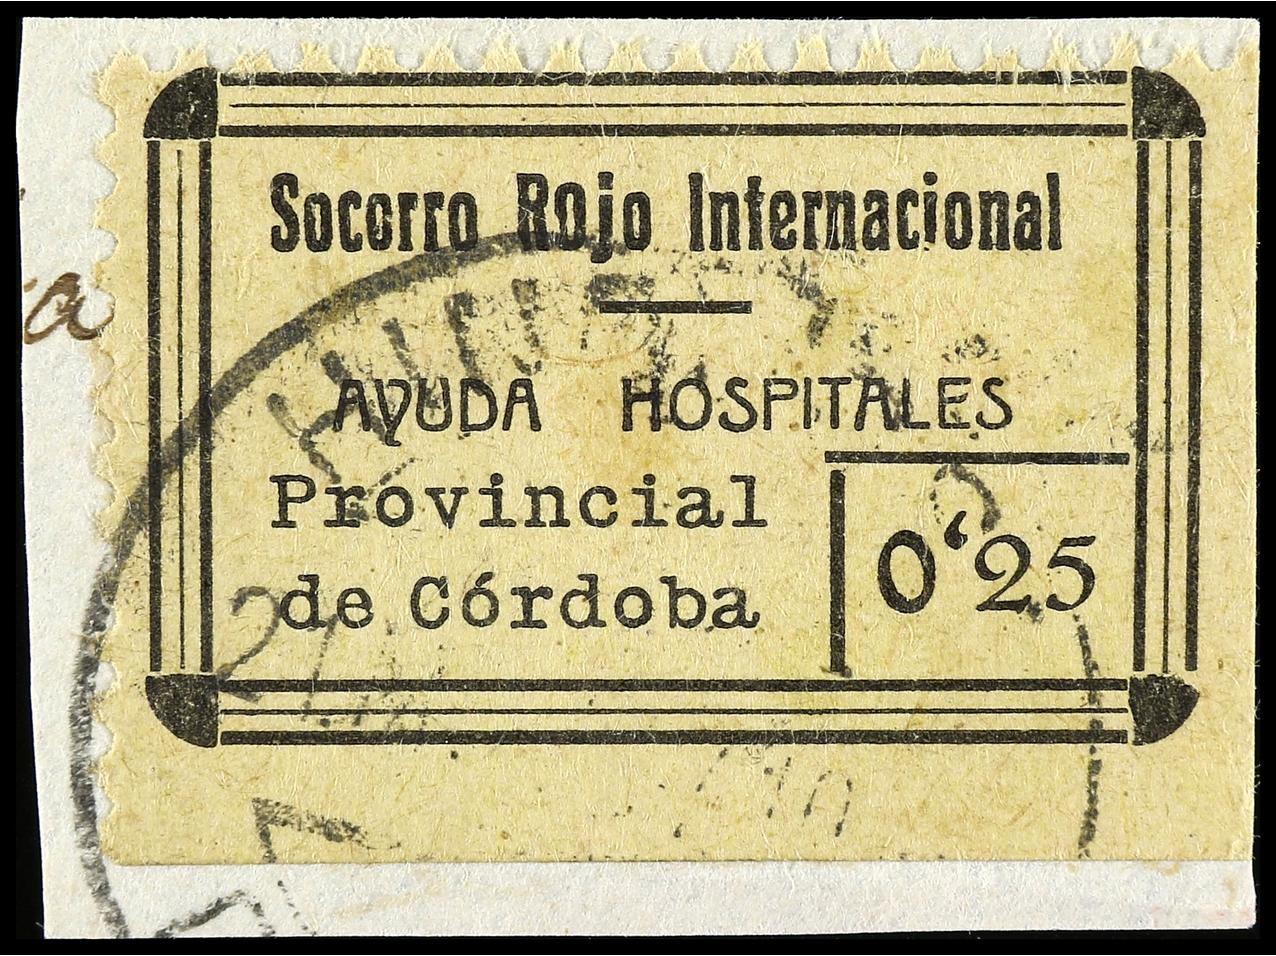 Socorro Rojo Internacional
AYUDA HOSPITALES
Provincial
de Córdoba
0'25
a